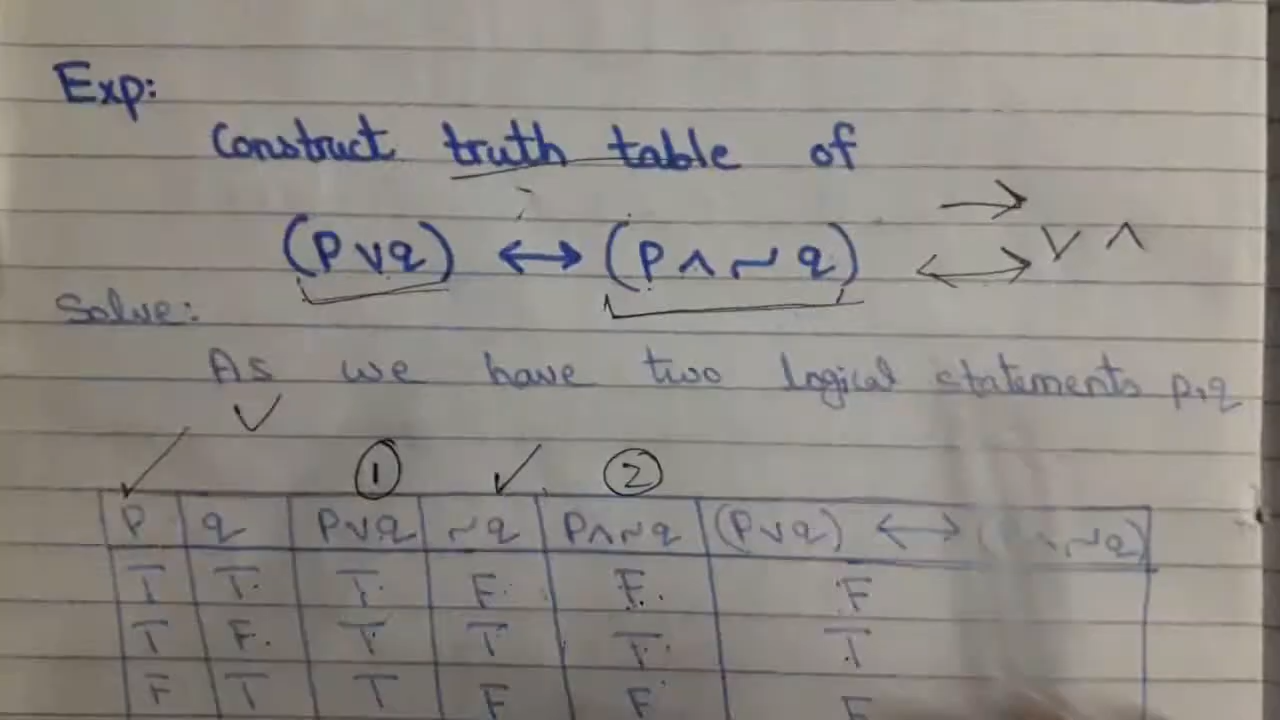 Exp:
Construct truth table of
(P∨q) ↔ (P∧~q)
→
↔ ∨ ∧
Solve:
As we have two logical statements p,q
① ②
P q P∨q ~q P∧~q (P∨q) ↔ ( ∧~q)
T T T F F F
T F T T T T
F T T F F F